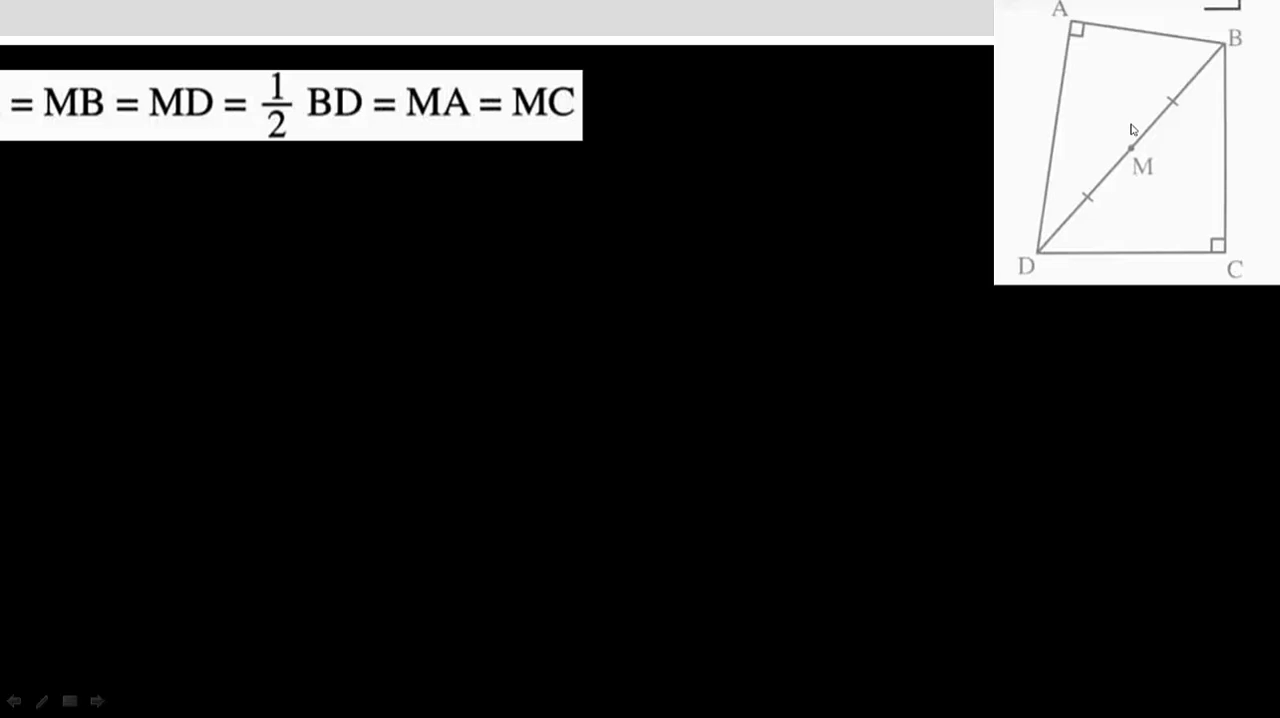 = MB = MD = 1/2 BD = MA = MC
A
B
M
D
C